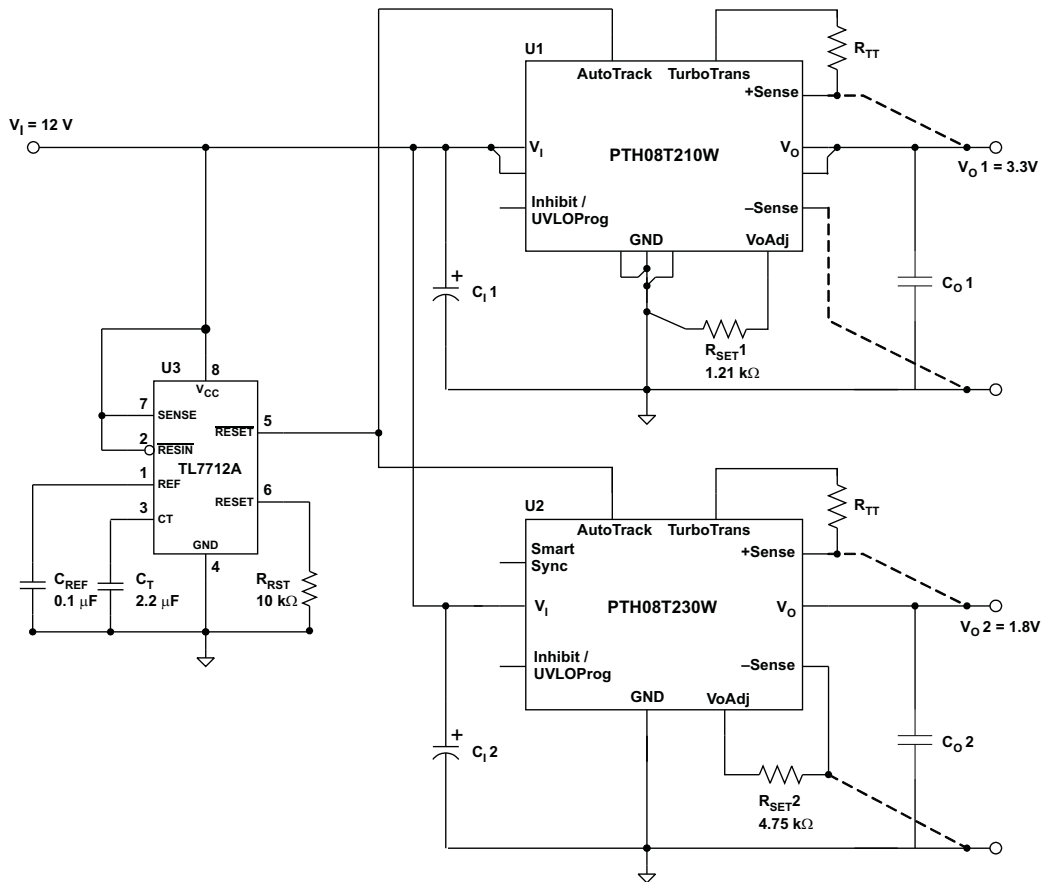 U1
AutoTrack TurboTrans
R_TT
+Sense
V_I = 12 V
V_I
PTH08T210W
V_O
V_O 1 = 3.3V
Inhibit /
UVLOProg
–Sense
GND
VoAdj
+
C_I 1
C_O 1
R_SET1
1.21 kΩ
U3
8
V_CC
7
SENSE
5
RESET
2
RESIN
TL7712A
1
REF
6
RESET
3
CT
GND
4
C_REF
0.1 µF
C_T
2.2 µF
R_RST
10 kΩ
U2
AutoTrack TurboTrans
R_TT
Smart
Sync
+Sense
V_I
PTH08T230W
V_O
V_O 2 = 1.8V
Inhibit /
UVLOProg
–Sense
GND
VoAdj
+
C_I 2
C_O 2
R_SET2
4.75 kΩ